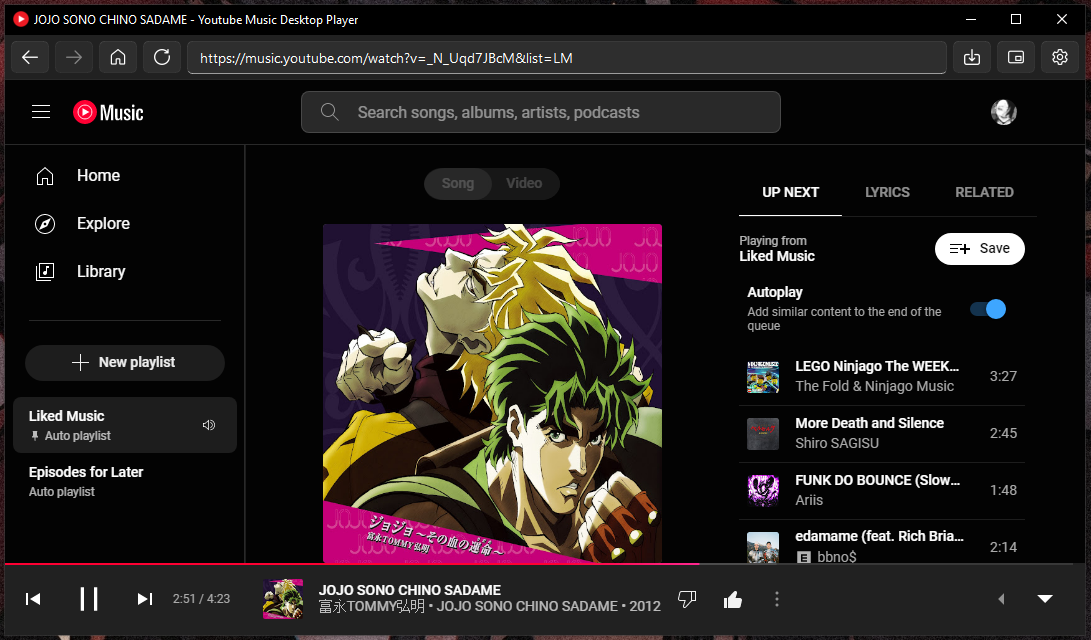 JOJO SONO CHINO SADAME - Youtube Music Desktop Player
https://music.youtube.com/watch?v=_N_Uqd7JBcM&list=LM
Music
Search songs, albums, artists, podcasts
Home
Explore
Library
New playlist
Liked Music
Auto playlist
Episodes for Later
Auto playlist
Song
Video
JOJO
JOJO
JOJO
JOJO
ジョジョ〜その血の運命〜
富永TOMMY弘明
UP NEXT
LYRICS
RELATED
Playing from
Liked Music
Save
Autoplay
Add similar content to the end of the
queue
LEGO Ninjago The WEEK...
The Fold & Ninjago Music
3:27
More Death and Silence
Shiro SAGISU
2:45
FUNK DO BOUNCE (Slow...
Ariis
1:48
edamame (feat. Rich Bria...
E bbno$
2:14
2:51 / 4:23
JOJO SONO CHINO SADAME
富永TOMMY弘明 • JOJO SONO CHINO SADAME • 2012